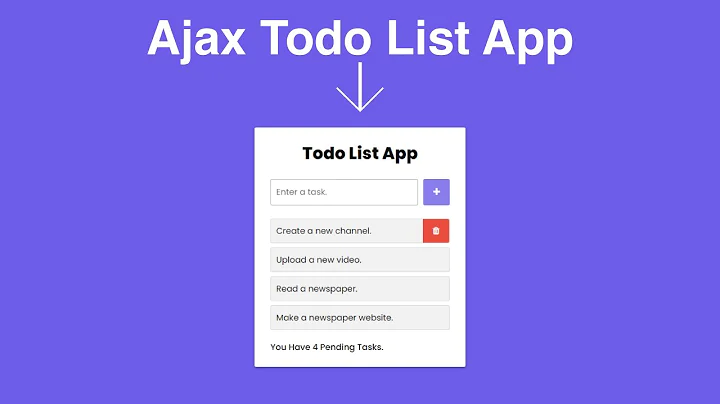 Ajax Todo List App
Todo List App
Enter a task.
Create a new channel.
Upload a new video.
Read a newspaper.
Make a newspaper website.
You Have 4 Pending Tasks.